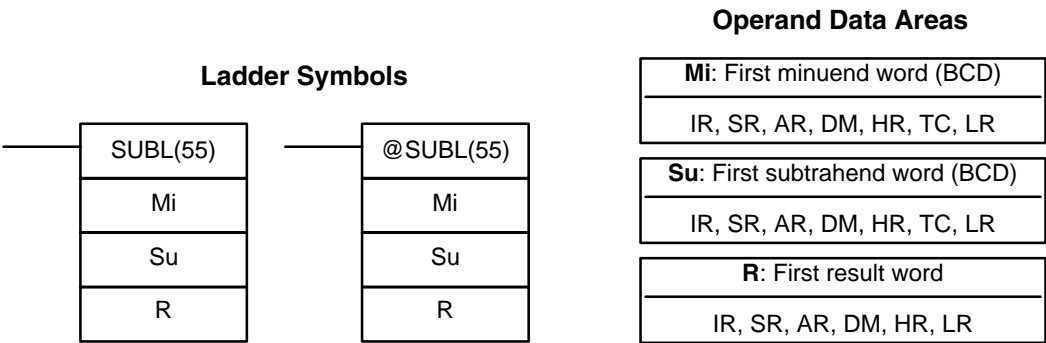 Ladder Symbols
SUBL(55)
Mi
Su
R
@SUBL(55)
Mi
Su
R
Operand Data Areas
Mi: First minuend word (BCD)
IR, SR, AR, DM, HR, TC, LR
Su: First subtrahend word (BCD)
IR, SR, AR, DM, HR, TC, LR
R: First result word
IR, SR, AR, DM, HR, LR